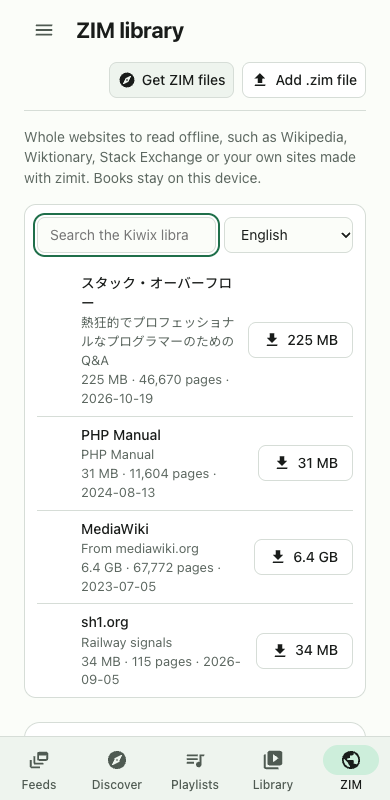 ZIM library
Get ZIM files
Add .zim file
Whole websites to read offline, such as Wikipedia,
Wiktionary, Stack Exchange or your own sites made
with zimit. Books stay on this device.
Search the Kiwix libra
English
スタック・オーバーフロ
ー
熱狂的でプロフェッショナ
ルなプログラマーのための
Q&A
225 MB · 46,670 pages ·
2026-10-19
225 MB
PHP Manual
PHP Manual
31 MB · 11,604 pages ·
2024-08-13
31 MB
MediaWiki
From mediawiki.org
6.4 GB · 67,772 pages ·
2023-07-05
6.4 GB
sh1.org
Railway signals
34 MB · 115 pages · 2026-
09-05
34 MB
Feeds
Discover
Playlists
Library
ZIM